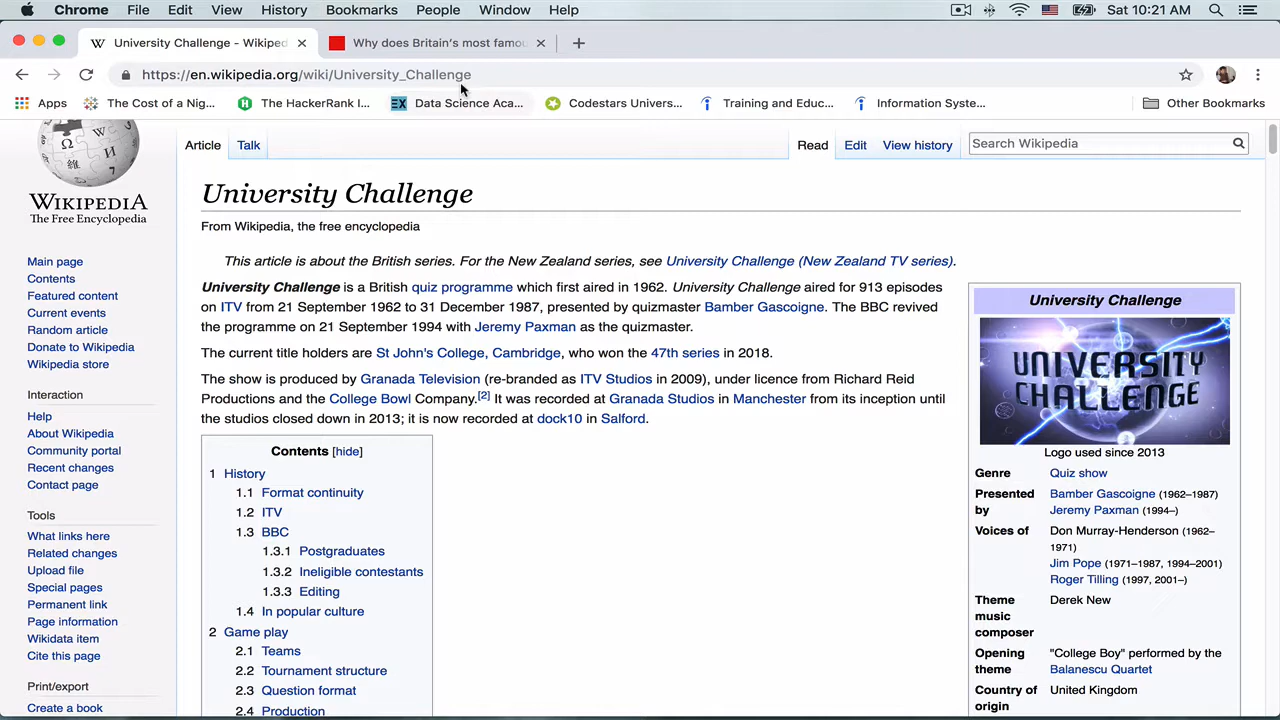 Chrome File Edit View History Bookmarks People Window Help Sat 10:21 AM
University Challenge - Wikiped Why does Britain's most famou
https://en.wikipedia.org/wiki/University_Challenge
Apps The Cost of a Nig... The HackerRank I... Data Science Aca... Codestars Univers... Training and Educ... Information Syste... Other Bookmarks
Article Talk Read Edit View history Search Wikipedia
WIKIPEDIA
The Free Encyclopedia
Main page
Contents
Featured content
Current events
Random article
Donate to Wikipedia
Wikipedia store
Interaction
Help
About Wikipedia
Community portal
Recent changes
Contact page
Tools
What links here
Related changes
Upload file
Special pages
Permanent link
Page information
Wikidata item
Cite this page
Print/export
Create a book
University Challenge
From Wikipedia, the free encyclopedia
This article is about the British series. For the New Zealand series, see University Challenge (New Zealand TV series).
University Challenge is a British quiz programme which first aired in 1962. University Challenge aired for 913 episodes
on ITV from 21 September 1962 to 31 December 1987, presented by quizmaster Bamber Gascoigne. The BBC
revived
the programme on 21 September 1994 with Jeremy Paxman as the quizmaster.
The current title holders are St John's College, Cambridge, who won the 47th series in 2018.
The show is produced by Granada Television (re-branded as ITV Studios in 2009), under licence from Richard Reid
Productions and the College Bowl Company.[2] It was recorded at Granada Studios in Manchester from its inception until
the studios closed down in 2013; it is now recorded at dock10 in Salford.
Contents [hide]
1 History
1.1 Format continuity
1.2 ITV
1.3 BBC
1.3.1 Postgraduates
1.3.2 Ineligible contestants
1.3.3 Editing
1.4 In popular culture
2 Game play
2.1 Teams
2.2 Tournament structure
2.3 Question format
2.4 Production
University Challenge
UNIVERSITY
CHALLENGE
Logo used since 2013
Genre Quiz show
Presented Bamber Gascoigne (1962–1987)
by Jeremy Paxman (1994–)
Voices of Don Murray-Henderson (1962–
1971)
Jim Pope (1971–1987, 1994–2001)
Roger Tilling (1997, 2001–)
Theme Derek New
music
composer
Opening "College Boy" performed by the
theme Balanescu Quartet
Country of United Kingdom
origin